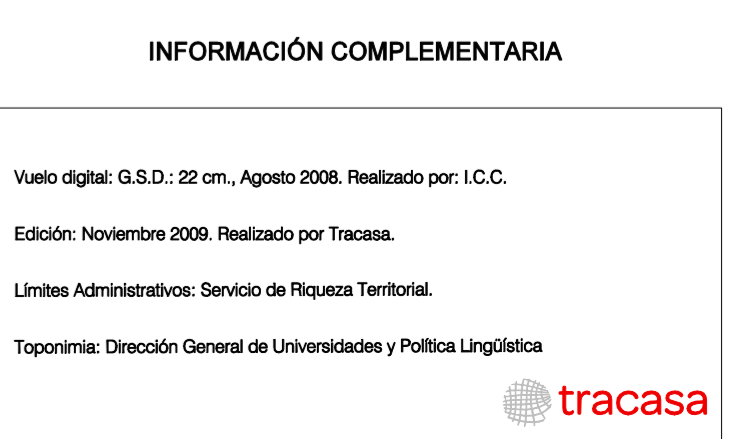 INFORMACIÓN COMPLEMENTARIA
Vuelo digital: G.S.D.: 22 cm., Agosto 2008. Realizado por: I.C.C.
Edición: Noviembre 2009. Realizado por Tracasa.
Límites Administrativos: Servicio de Riqueza Territorial.
Toponimia: Dirección General de Universidades y Política Lingüística
tracasa